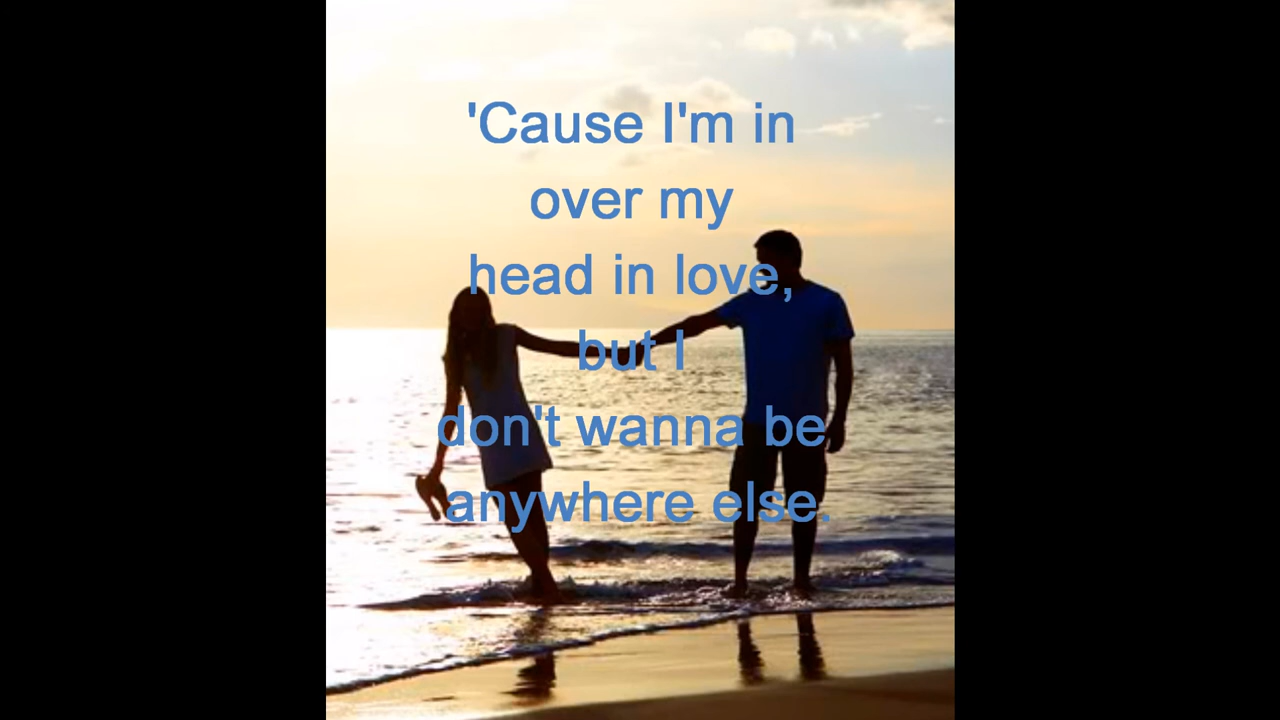 'Cause I'm in
over my
head in love,
but I
don't wanna be
anywhere else.